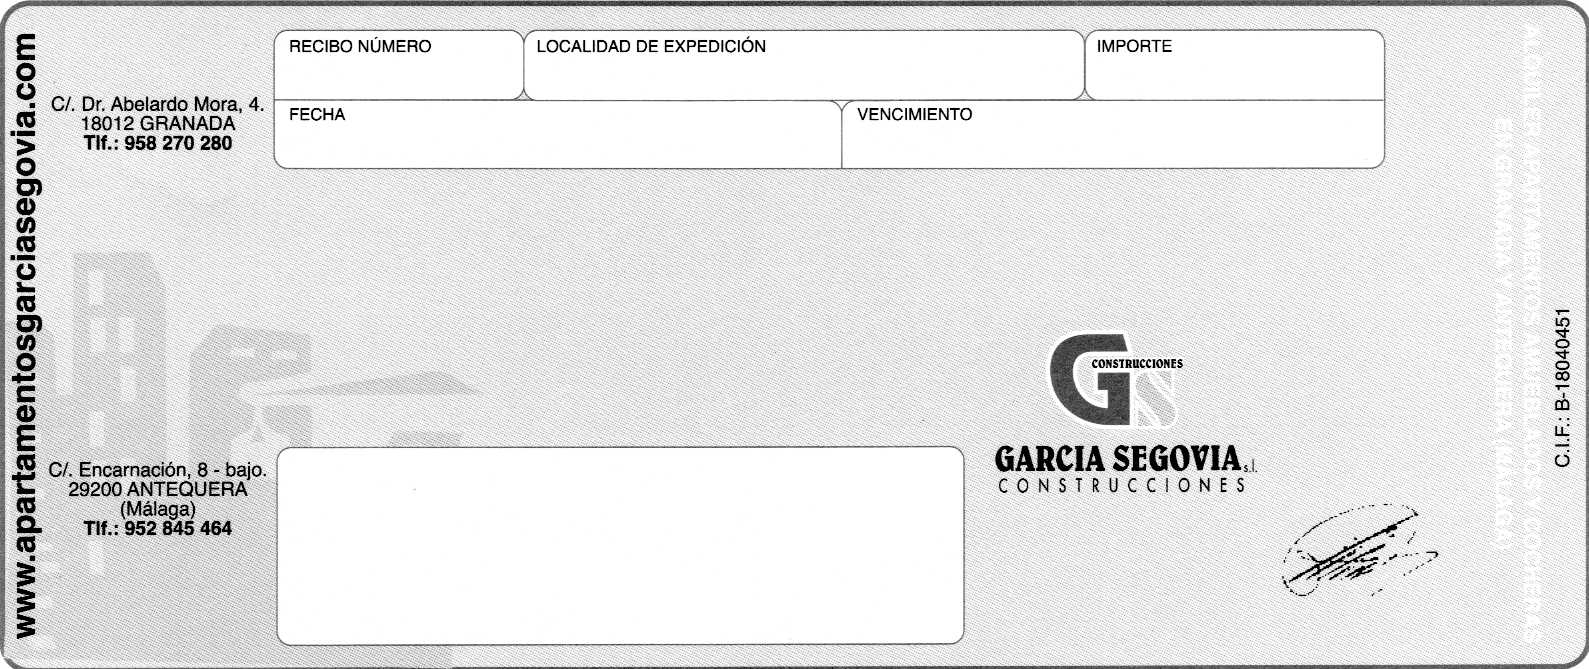 www.apartamentosgarciasegovia.com
C/. Dr. Abelardo Mora, 4.
18012 GRANADA
Tlf.: 958 270 280
RECIBO NÚMERO
LOCALIDAD DE EXPEDICIÓN
IMPORTE
FECHA
VENCIMIENTO
C/. Encarnación, 8 - bajo.
29200 ANTEQUERA
(Málaga)
Tlf.: 952 845 464
G CONSTRUCCIONES S
GARCIA SEGOVIA s.l.
CONSTRUCCIONES
ALQUILER APARTAMENTOS AMUEBLADOS Y COCHERAS
EN GRANADA Y ANTEQUERA (MALAGA)
C.I.F.: B-18040451